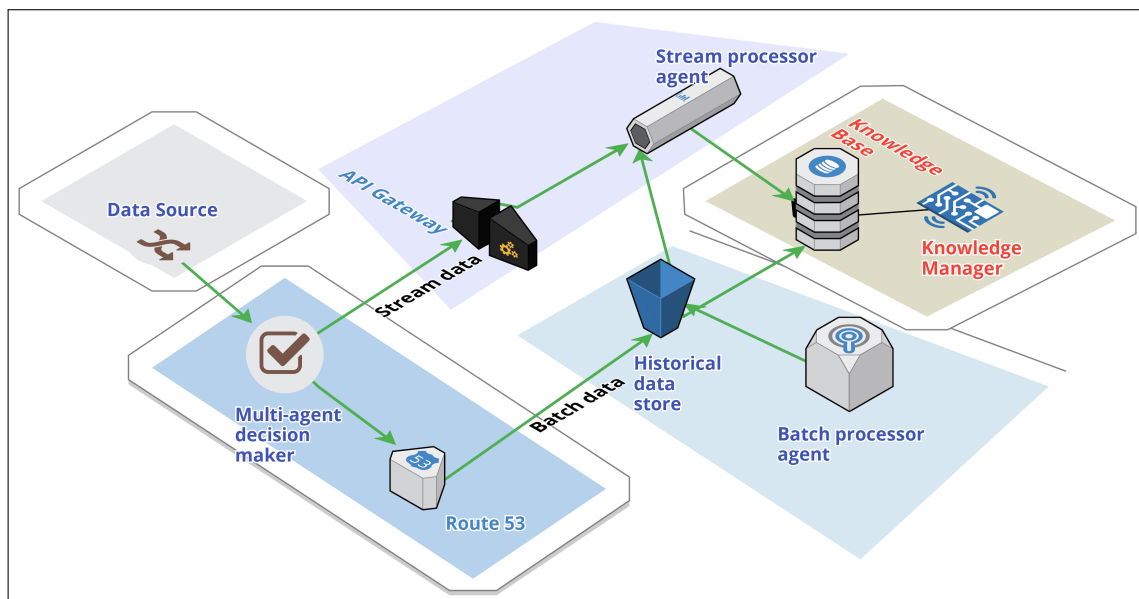 Stream processor
agent
Knowledge
Base
API Gateway
Data Source
Knowledge
Manager
Stream data
Historical
data
store
Batch data
Multi-agent
decision
maker
Batch processor
agent
53
Route 53